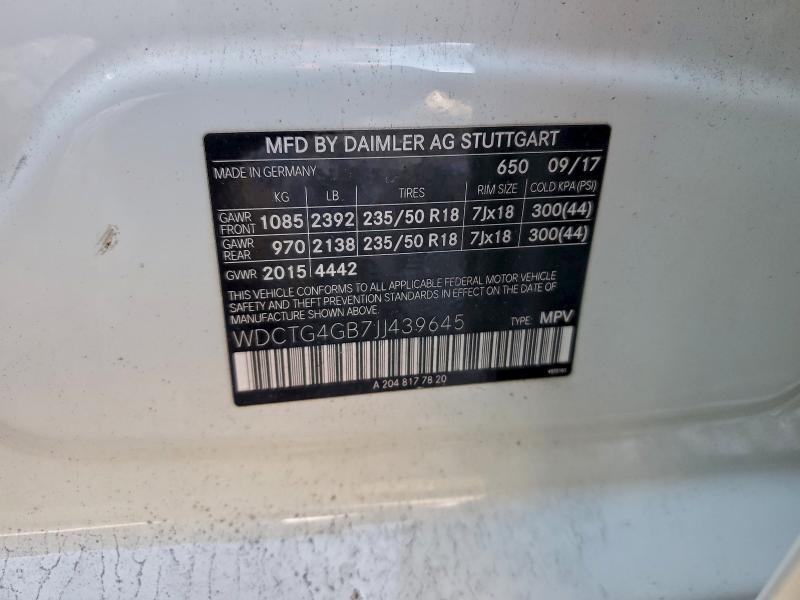 MFD BY DAIMLER AG STUTTGART
MADE IN GERMANY 650 09/17
KG LB TIRES RIM SIZE COLD KPA(PSI)
GAWR FRONT 1085 2392 235/50 R18 7Jx18 300(44)
GAWR REAR 970 2138 235/50 R18 7Jx18 300(44)
GVWR 2015 4442
THIS VEHICLE CONFORMS TO ALL APPLICABLE FEDERAL MOTOR VEHICLE
SAFETY AND THEFT PREVENTION STANDARDS IN EFFECT ON THE DATE OF
MANUFACTURE SHOWN ABOVE.
WDCTG4GB7JJ439645 TYPE: MPV
A 204 817 78 20